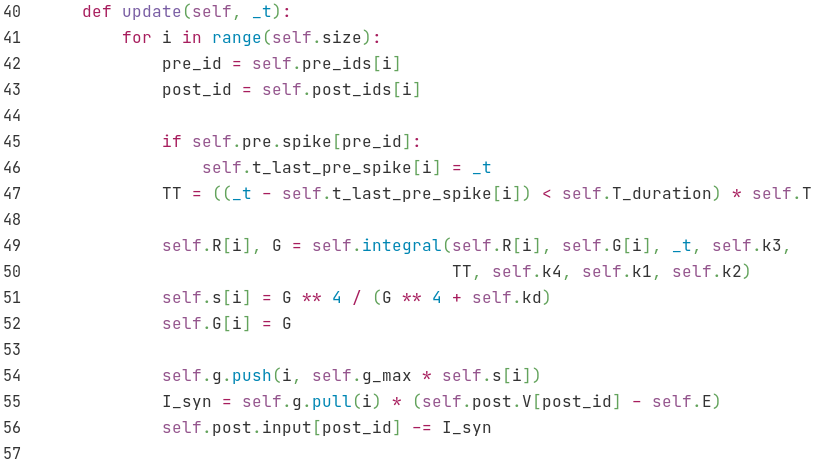 40      def update(self, _t):
41          for i in range(self.size):
42              pre_id = self.pre_ids[i]
43              post_id = self.post_ids[i]
44
45              if self.pre.spike[pre_id]:
46                  self.t_last_pre_spike[i] = _t
47              TT = ((_t - self.t_last_pre_spike[i]) < self.T_duration) * self.T
48
49              self.R[i], G = self.integral(self.R[i], self.G[i], _t, self.k3,
50                                           TT, self.k4, self.k1, self.k2)
51              self.s[i] = G ** 4 / (G ** 4 + self.kd)
52              self.G[i] = G
53
54              self.g.push(i, self.g_max * self.s[i])
55              I_syn = self.g.pull(i) * (self.post.V[post_id] - self.E)
56              self.post.input[post_id] -= I_syn
57